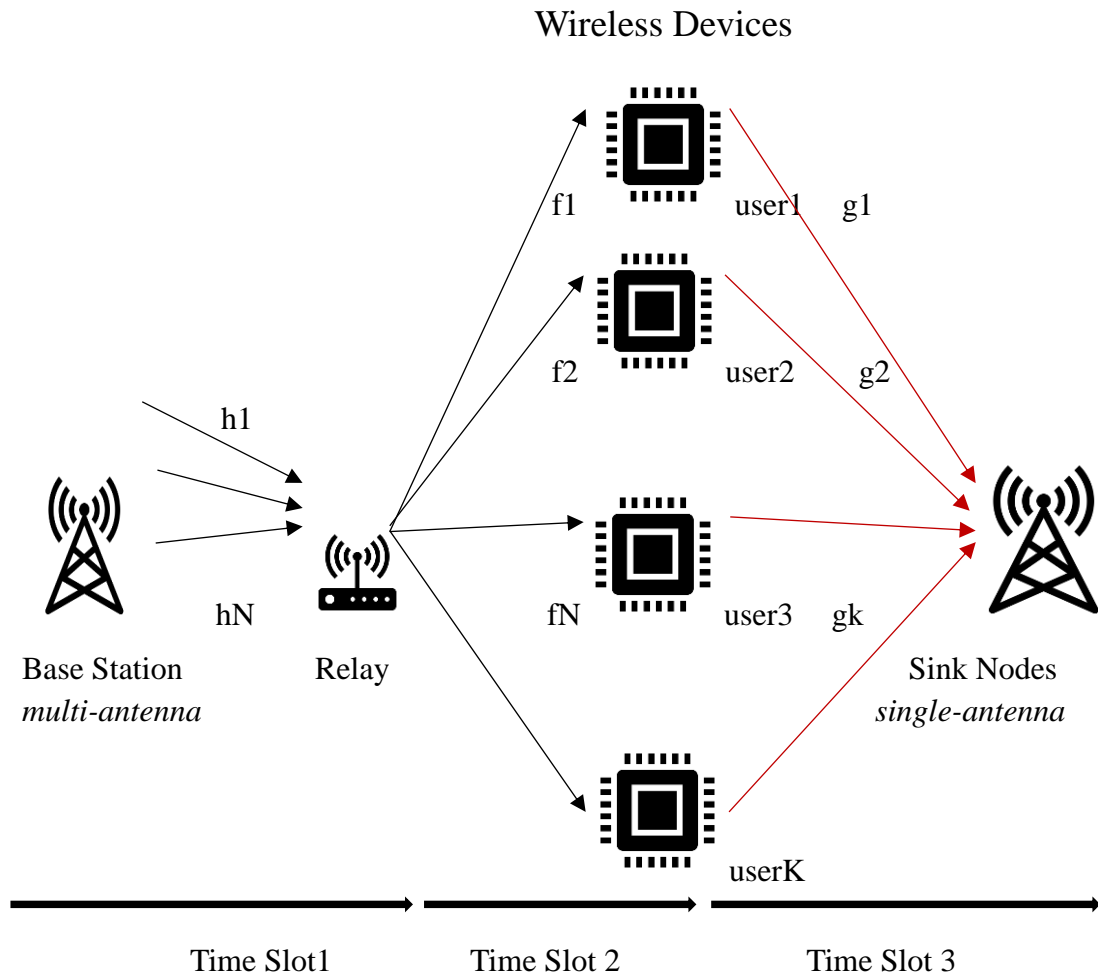 Wireless Devices
f1
user1
g1
f2
user2
g2
h1
hN
fN
user3
gk
Base Station
multi-antenna
Relay
Sink Nodes
single-antenna
userK
Time Slot1
Time Slot 2
Time Slot 3